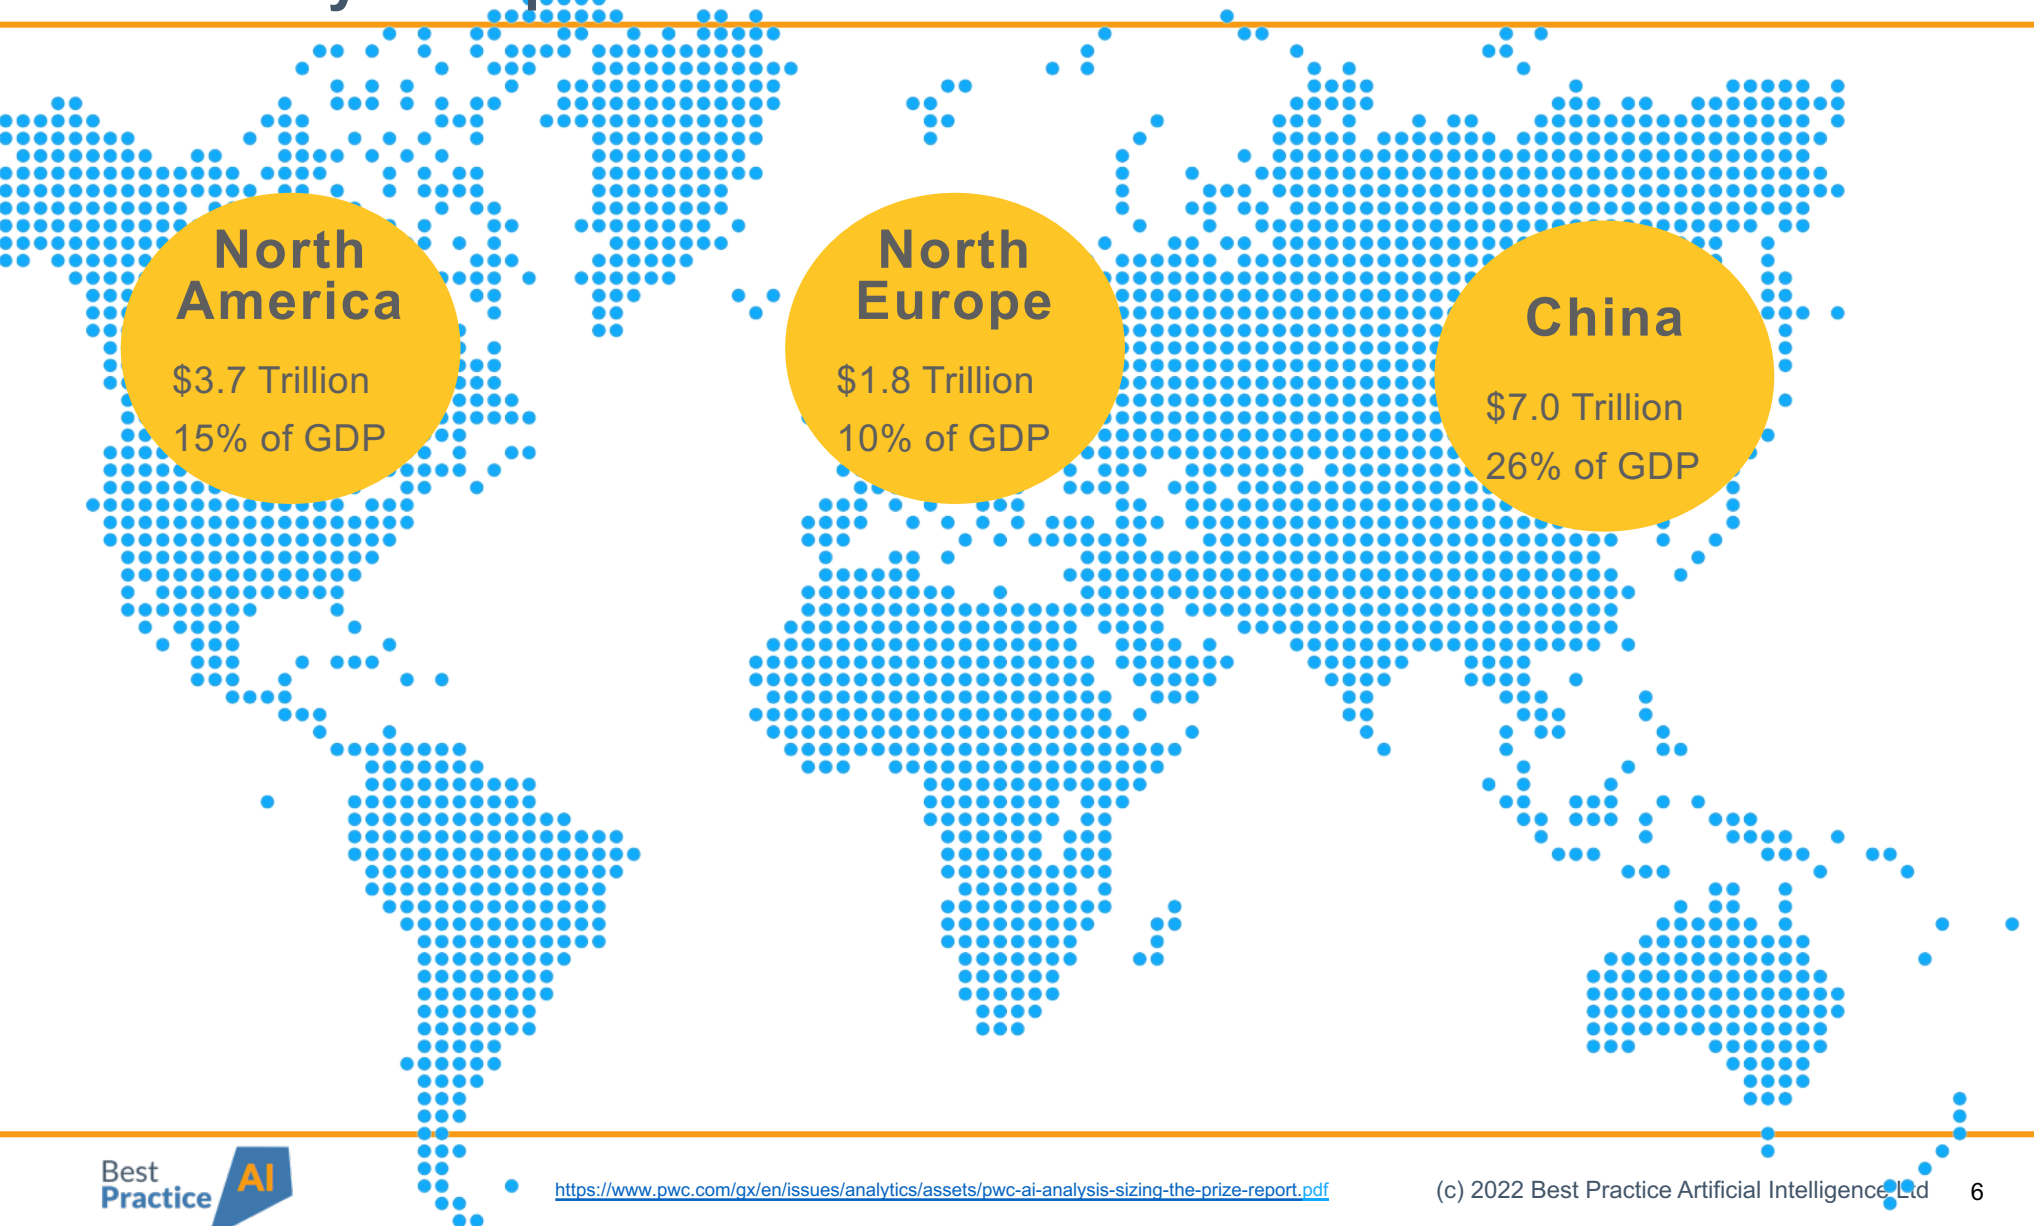 North
America
$3.7 Trillion
15% of GDP
North
Europe
$1.8 Trillion
10% of GDP
China
$7.0 Trillion
26% of GDP
Best
Practice
AI
https://www.pwc.com/gx/en/issues/analytics/assets/pwc-ai-analysis-sizing-the-prize-report.pdf
(c) 2022 Best Practice Artificial Intelligence Ltd
6